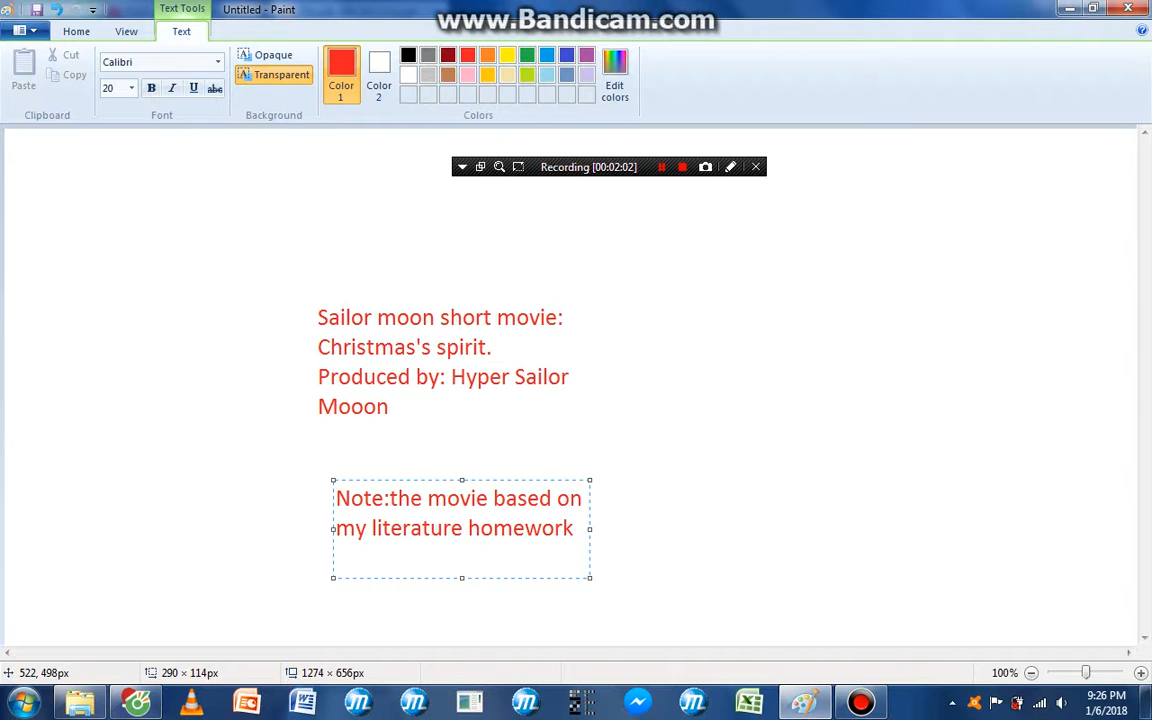 Text Tools
Untitled - Paint
www.Bandicam.com
Home
View
Text
Paste
Cut
Copy
Clipboard
Calibri
20
B I U abc
Font
Opaque
Transparent
Background
Color 1
Color 2
Edit colors
Colors
Recording [00:02:02]
Sailor moon short movie:
Christmas's spirit.
Produced by: Hyper Sailor
Mooon
Note:the movie based on
my literature homework
522, 498px
290 × 114px
1274 × 656px
100%
9:26 PM
1/6/2018